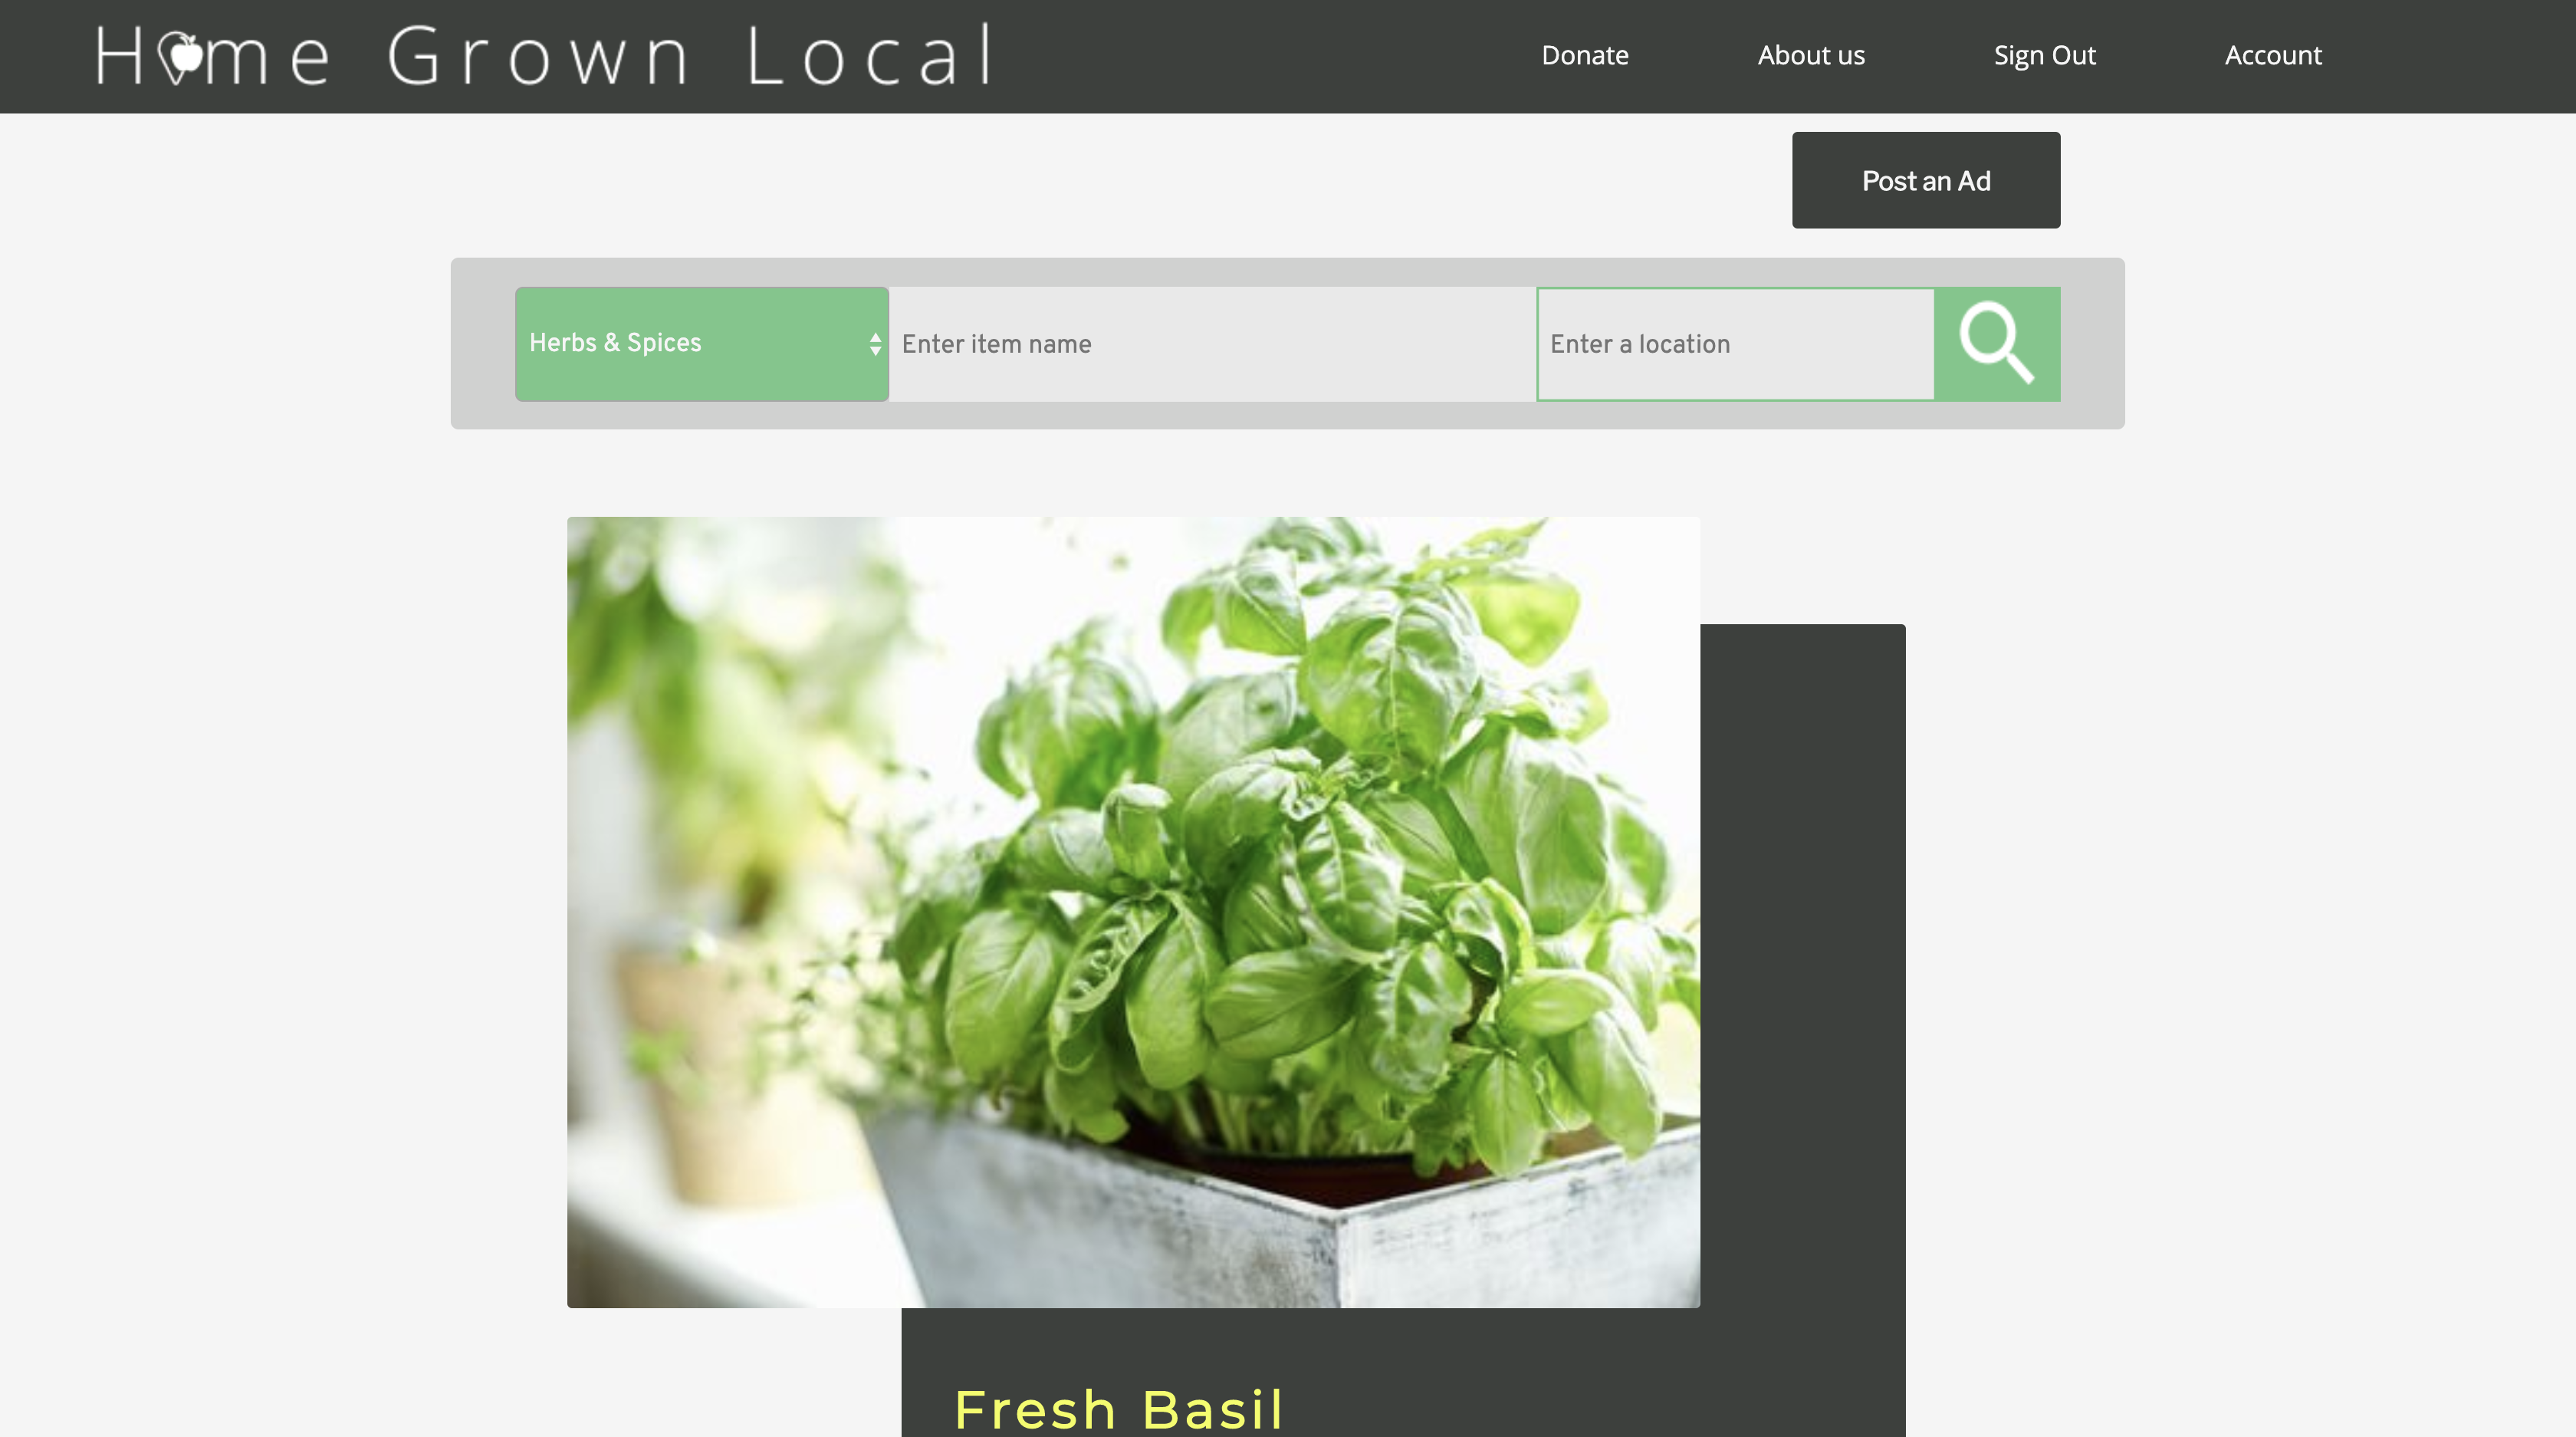 Home Grown Local
Donate About us Sign Out Account
Post an Ad
Herbs & Spices Enter item name Enter a location
Fresh Basil